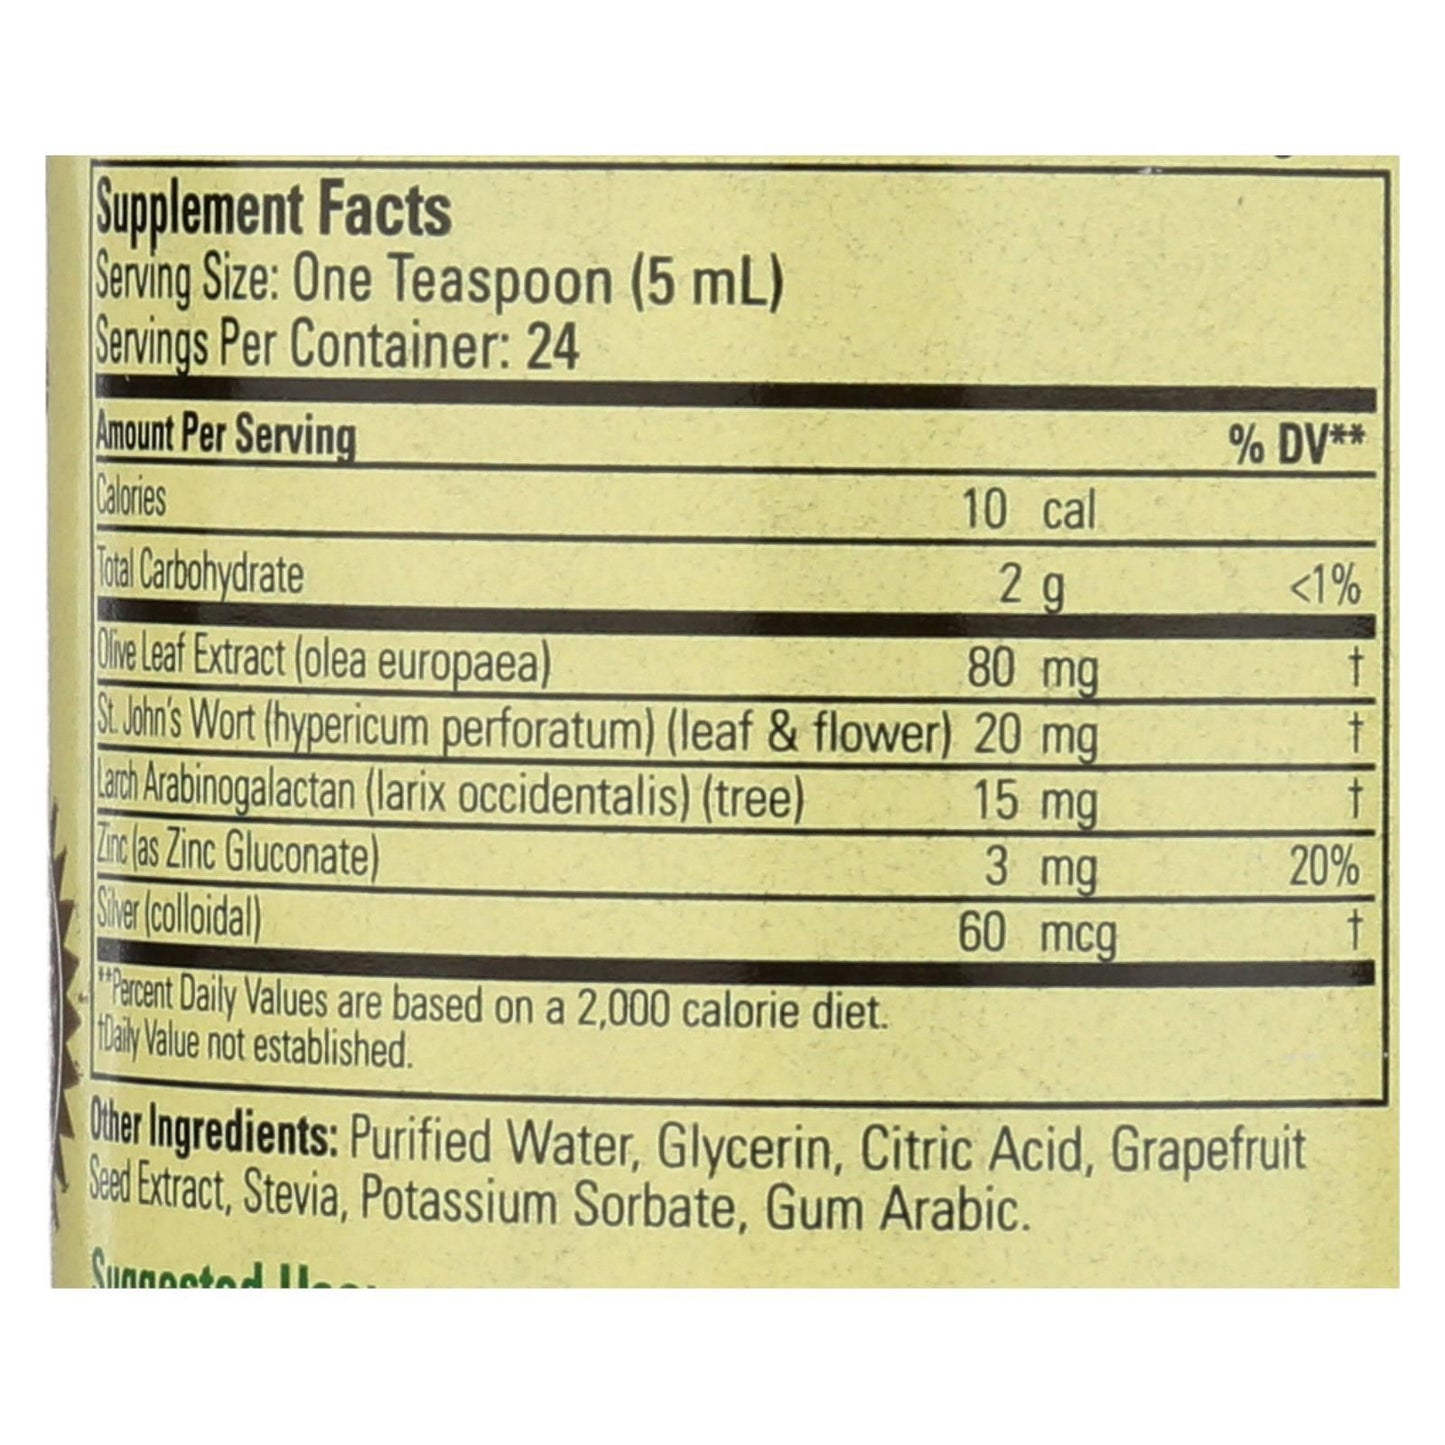 Supplement Facts
Serving Size: One Teaspoon (5 mL)
Servings Per Container: 24
Amount Per Serving % DV**
Calories 10 cal
Total Carbohydrate 2 g <1%
Olive Leaf Extract (olea europaea) 80 mg †
St. John's Wort (hypericum perforatum) (leaf & flower) 20 mg †
Larch Arabinogalactan (larix occidentalis) (tree) 15 mg †
Zinc (as Zinc Gluconate) 3 mg 20%
Silver (colloidal) 60 mcg †
**Percent Daily Values are based on a 2,000 calorie diet.
†Daily Value not established.
Other Ingredients: Purified Water, Glycerin, Citric Acid, Grapefruit
Seed Extract, Stevia, Potassium Sorbate, Gum Arabic.
Suggested Use: